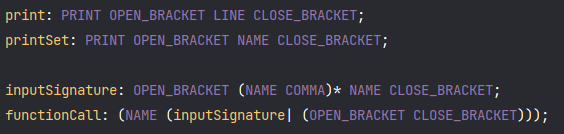 print: PRINT OPEN_BRACKET LINE CLOSE_BRACKET;
printSet: PRINT OPEN_BRACKET NAME CLOSE_BRACKET;
inputSignature: OPEN_BRACKET (NAME COMMA)* NAME CLOSE_BRACKET;
functionCall: (NAME (inputSignature| (OPEN_BRACKET CLOSE_BRACKET)));